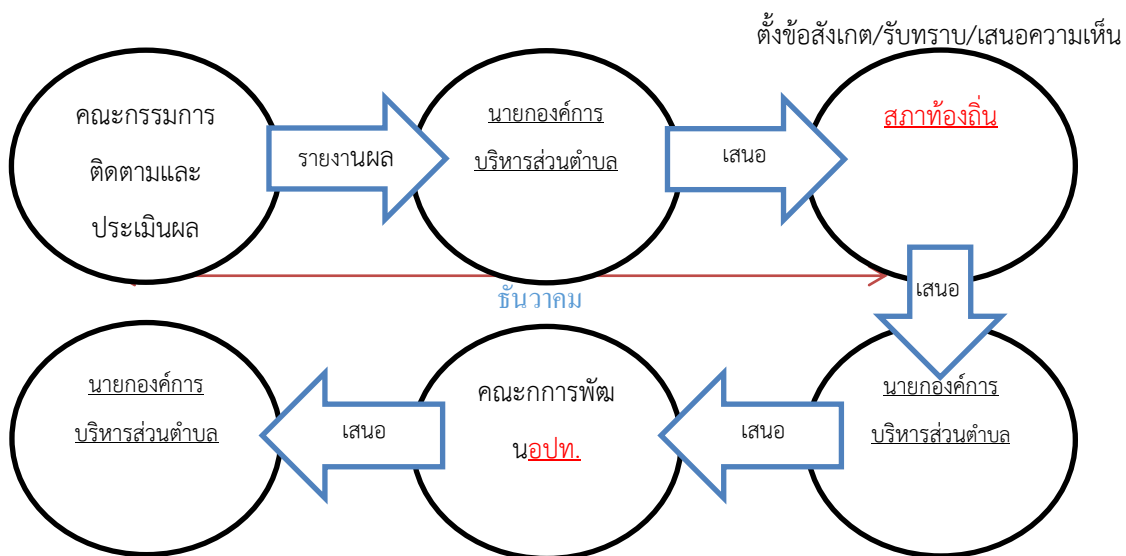 ตั้งข้อสังเกต/รับทราบ/เสนอความเห็น
คณะกรรมการ
ติดตามและ
ประเมินผล
รายงานผล
นายกองค์การ
บริหารส่วนตำบล
เสนอ
สภาท้องถิ่น
ธันวาคม
เสนอ
นายกองค์การ
บริหารส่วนตำบล
เสนอ
คณะกการพัฒ
นอปท.
เสนอ
นายกองค์การ
บริหารส่วนตำบล